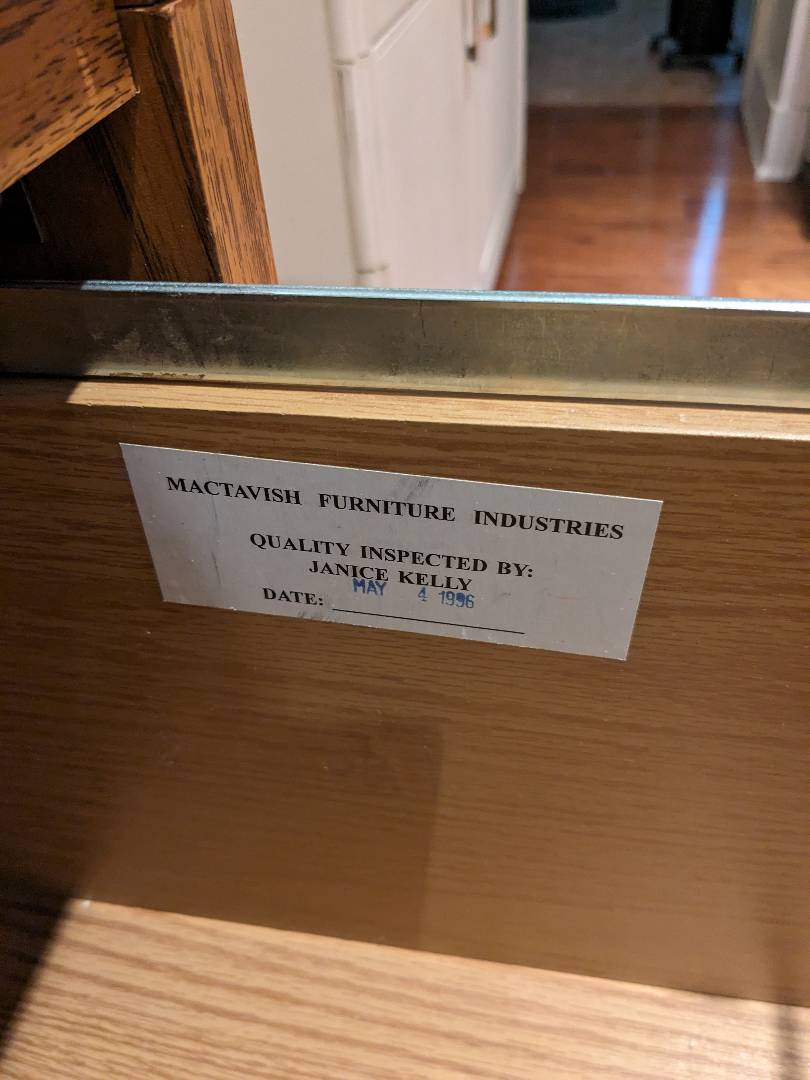 MACTAVISH FURNITURE INDUSTRIES
QUALITY INSPECTED BY:
JANICE KELLY
DATE: MAY 4 1996